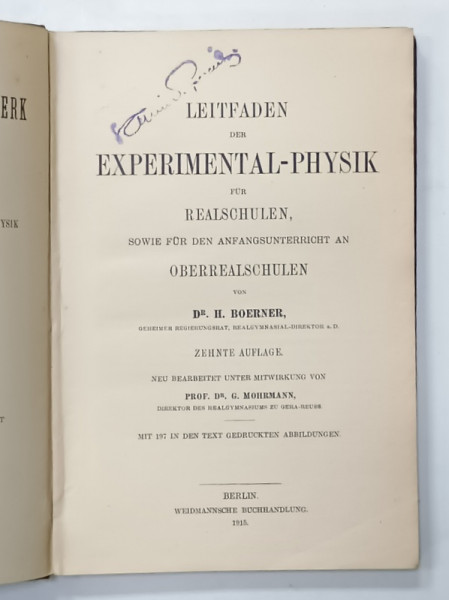 ERK
YSIK
T
LEITFADEN
DER
EXPERIMENTAL-PHYSIK
FÜR
REALSCHULEN,
SOWIE FÜR DEN ANFANGSUNTERRICHT AN
OBERREALSCHULEN
VON
DR. H. BOERNER,
GEHEIMER REGIERUNGSRAT, REALGYMNASIAL-DIREKTOR A. D.
ZEHNTE AUFLAGE.
NEU BEARBEITET UNTER MITWIRKUNG VON
PROF. DR. G. MOHRMANN,
DIREKTOR DES REALGYMNASIUMS ZU GERA-REUSS.
MIT 197 IN DEN TEXT GEDRUCKTEN ABBILDUNGEN.
BERLIN.
WEIDMANNSCHE BUCHHANDLUNG.
1915.